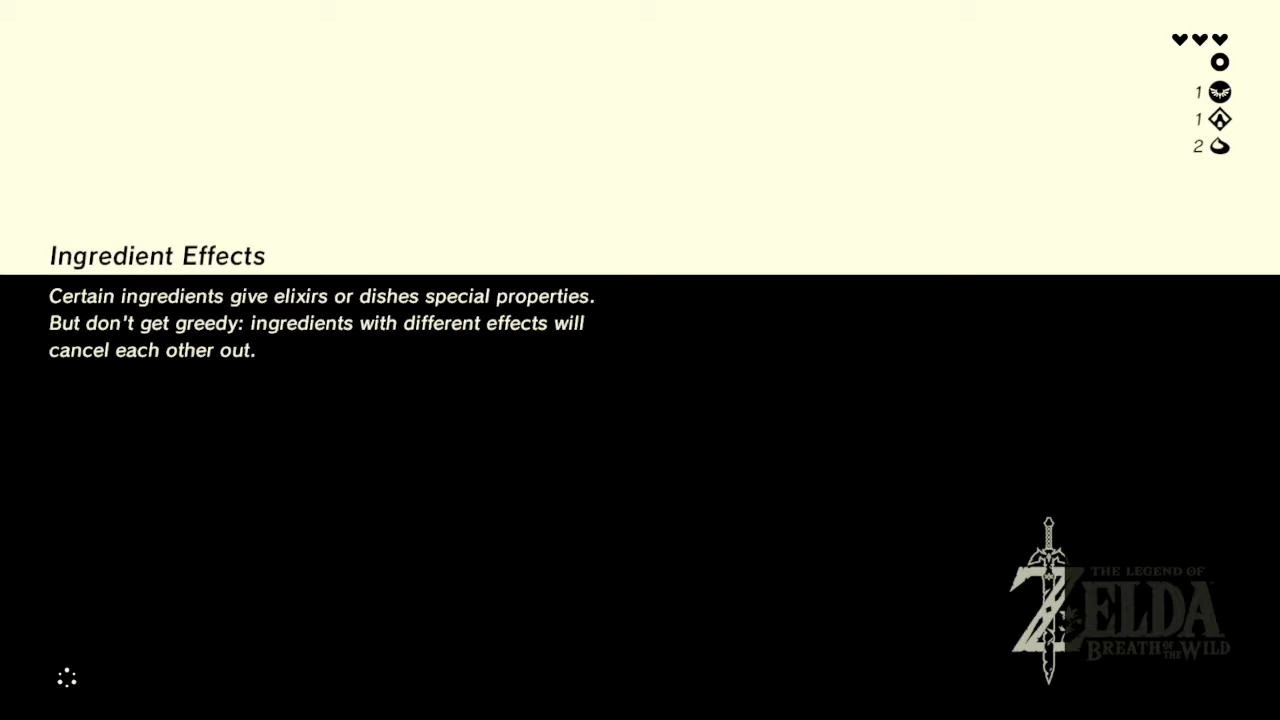 1
1
2
Ingredient Effects
Certain ingredients give elixirs or dishes special properties.
But don't get greedy: ingredients with different effects will
cancel each other out.
THE LEGEND OF
ZELDA
BREATH OF THE WILD